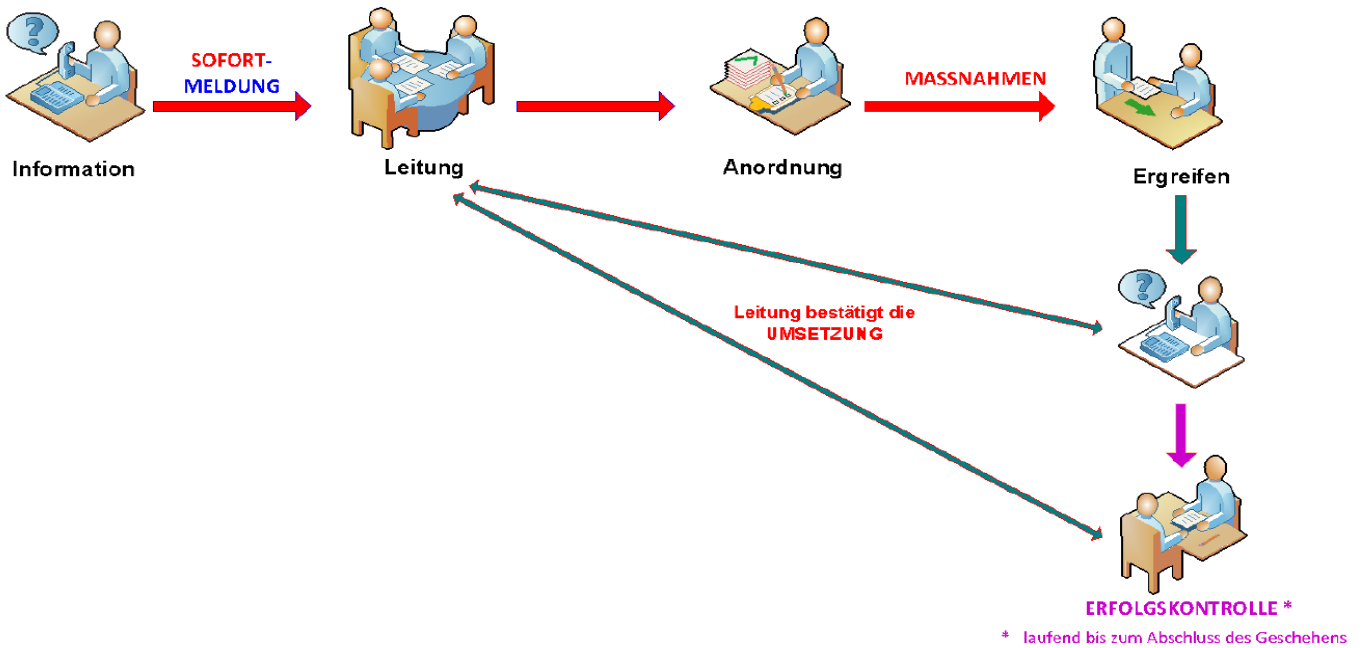 SOFORT-
MELDUNG
MASSNAHMEN
Information
Leitung
Anordnung
Ergreifen
Leitung bestätigt die
UMSETZUNG
ERFOLGSKONTROLLE *
* laufend bis zum Abschluss des Geschehens